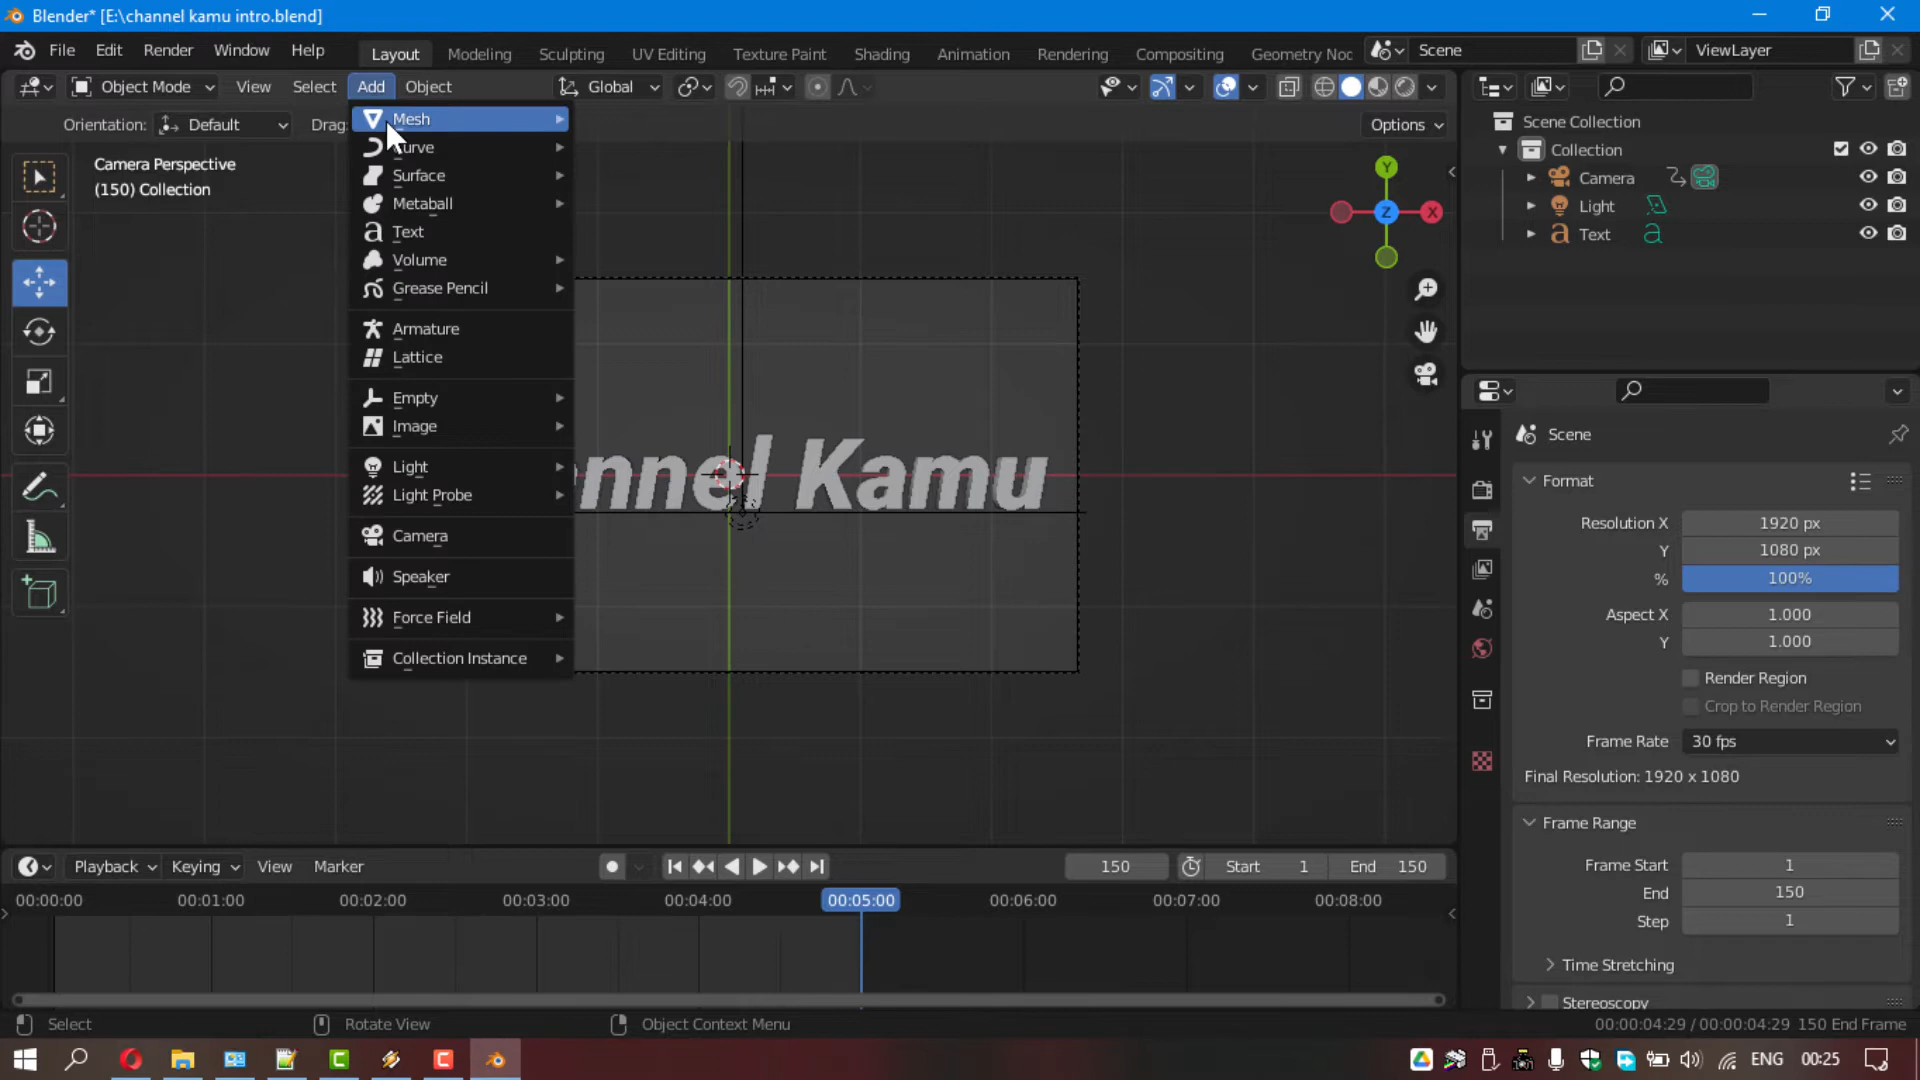 Blender* [E:\channel kamu intro.blend]
File Edit Render Window Help Layout Modeling Sculpting UV Editing Texture Paint Shading Animation Rendering Compositing Geometry Noc Scene ViewLayer
Object Mode View Select Add Object Global
Orientation: Default Drag: Options
Camera Perspective
(150) Collection
Mesh
Curve
Surface
Metaball
Text
Volume
Grease Pencil
Armature
Lattice
Empty
Image
Light
Light Probe
Camera
Speaker
Force Field
Collection Instance
Y
Z X
annel Kamu
Scene Collection
Collection
Camera
Light
Text
Scene
Format
Resolution X 1920 px
Y 1080 px
% 100%
Aspect X 1.000
Y 1.000
Render Region
Crop to Render Region
Frame Rate 30 fps
Final Resolution: 1920 x 1080
Frame Range
Frame Start 1
End 150
Step 1
Time Stretching
Stereoscopy
Playback Keying View Marker 150 Start 1 End 150
00:00:00 00:01:00 00:02:00 00:03:00 00:04:00 00:05:00 00:06:00 00:07:00 00:08:00
Select Rotate View Object Context Menu 00:00:04:29 / 00:00:04:29 150 End Frame
ENG 00:25